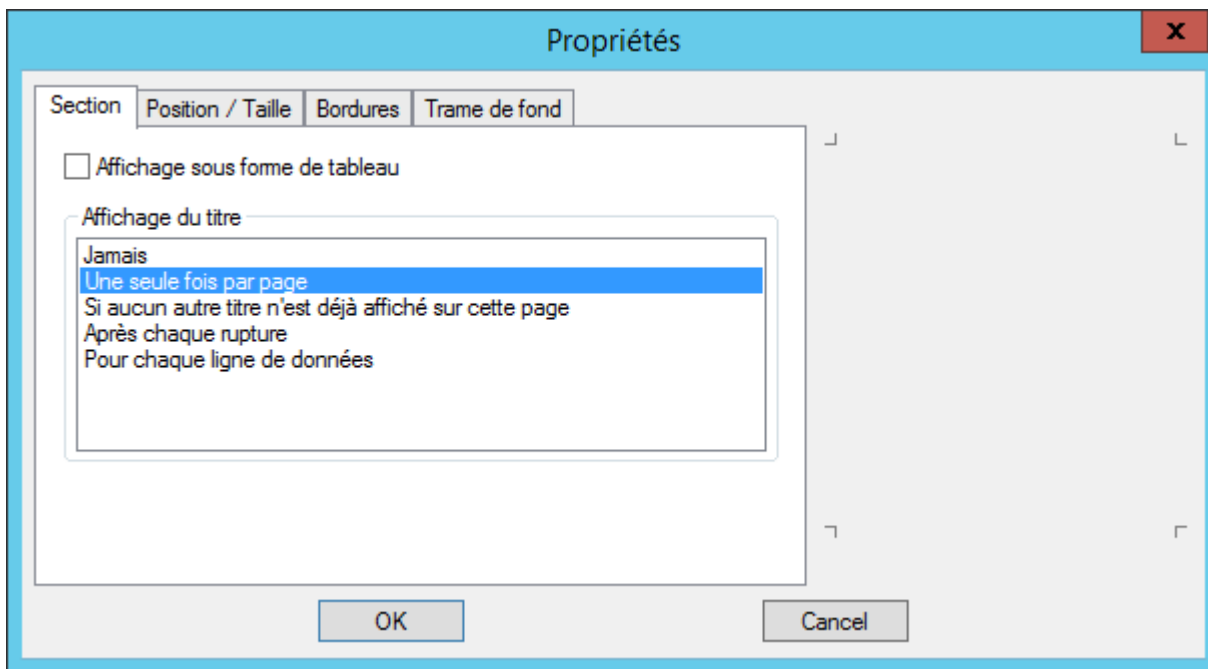 Propriétés
x
Section Position / Taille Bordures Trame de fond
Affichage sous forme de tableau
Affichage du titre
Jamais
Une seule fois par page
Si aucun autre titre n'est déjà affiché sur cette page
Après chaque rupture
Pour chaque ligne de données
OK Cancel